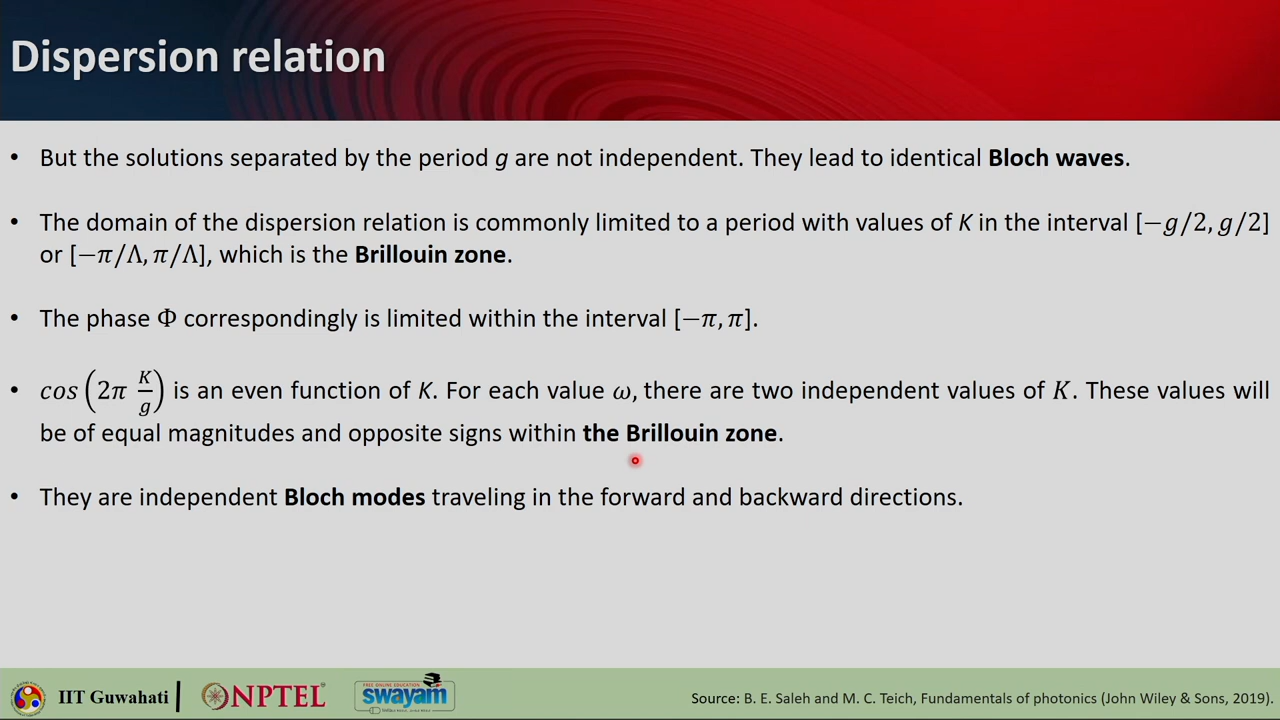 Dispersion relation
• But the solutions separated by the period g are not independent. They lead to identical Bloch waves.
• The domain of the dispersion relation is commonly limited to a period with values of K in the interval [−g/2, g/2]
or [−π/Λ, π/Λ], which is the Brillouin zone.
• The phase Φ correspondingly is limited within the interval [−π, π].
• cos(2π K/g) is an even function of K. For each value ω, there are two independent values of K. These values will
be of equal magnitudes and opposite signs within the Brillouin zone.
• They are independent Bloch modes traveling in the forward and backward directions.
IIT Guwahati
NPTEL
FREE ONLINE EDUCATION
swayam
Source: B. E. Saleh and M. C. Teich, Fundamentals of photonic.(John Wiley & Sons, 2019).